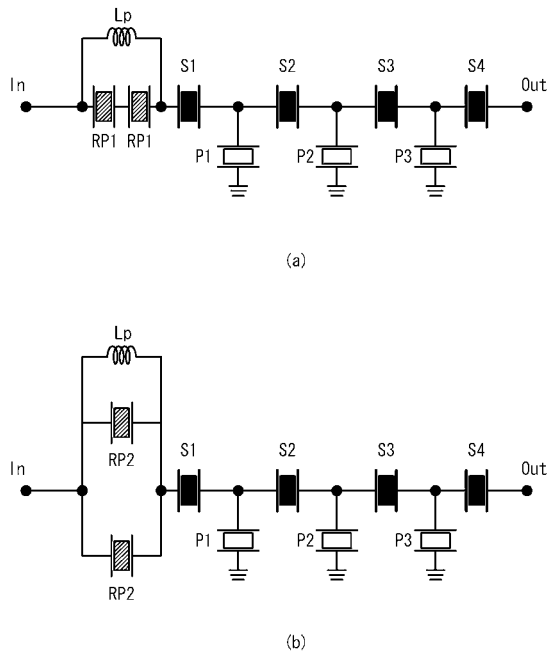 Lp
S1 S2 S3 S4
In Out
RP1 RP1 P1 P2 P3
(a)
Lp
RP2
S1 S2 S3 S4
In Out
P1 P2 P3
RP2
(b)